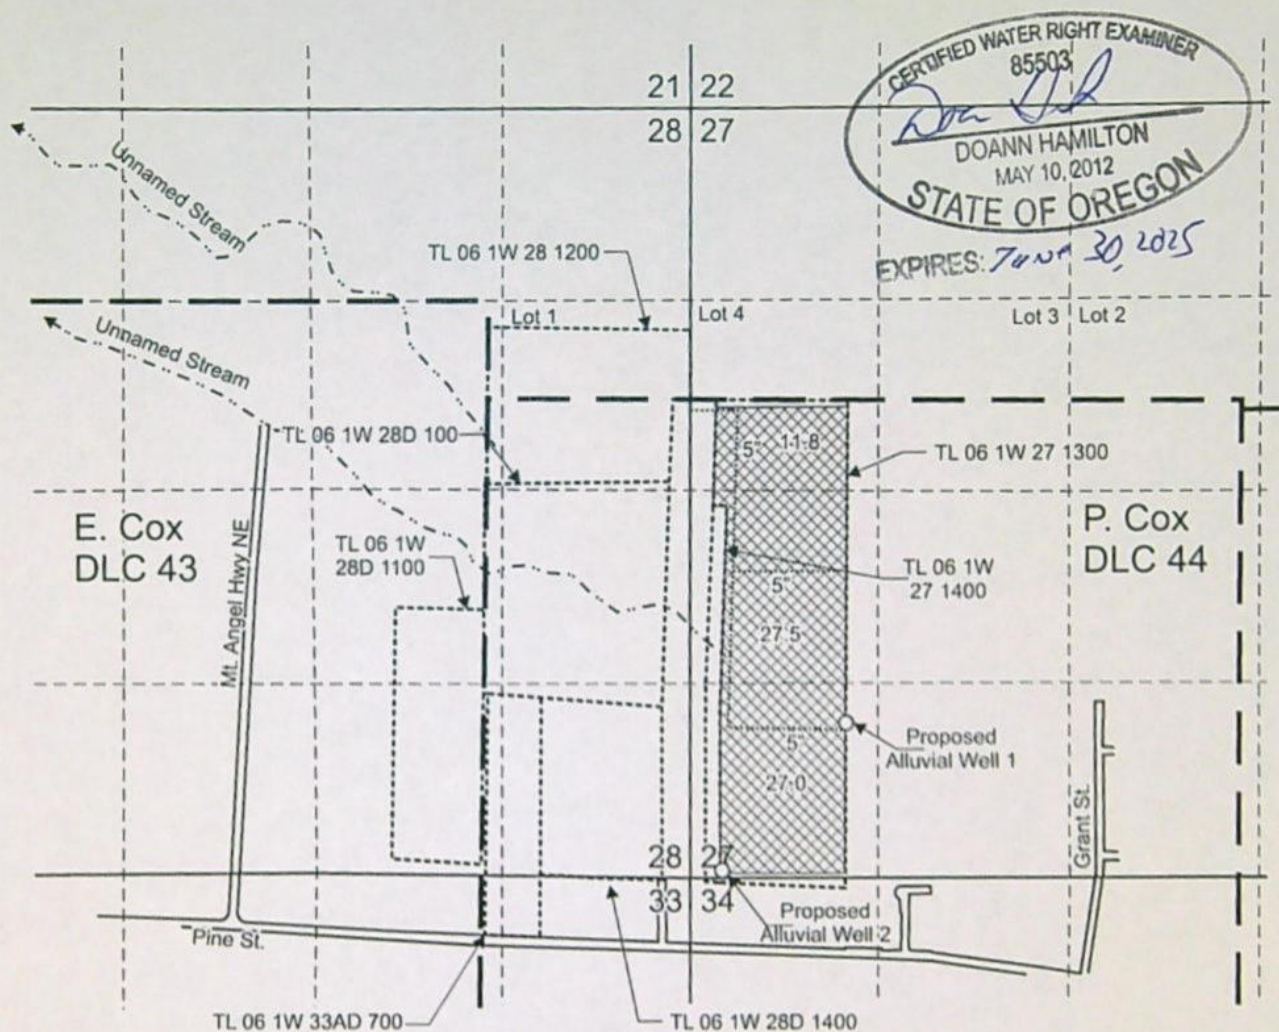 CERTIFIED WATER RIGHT EXAMINER
85503
DOANN HAMILTON
MAY 10, 2012
STATE OF OREGON
EXPIRES: June 30, 2025
21 22
28 27
Unnamed Stream
TL 06 1W 28 1200
Lot 1
Lot 4
Lot 3
Lot 2
Unnamed Stream
TL 06 1W 28D 100
5" 11.8
TL 06 1W 27 1300
E. Cox
DLC 43
Mt. Angel Hwy NE
TL 06 1W
28D 1100
TL 06 1W
27 1400
P. Cox
DLC 44
5"
27.5
Proposed
Alluvial Well 1
5"
27.0
Grant St.
28 27
33 34
Proposed
Alluvial Well 2
Pine St.
TL 06 1W 33AD 700
TL 06 1W 28D 1400